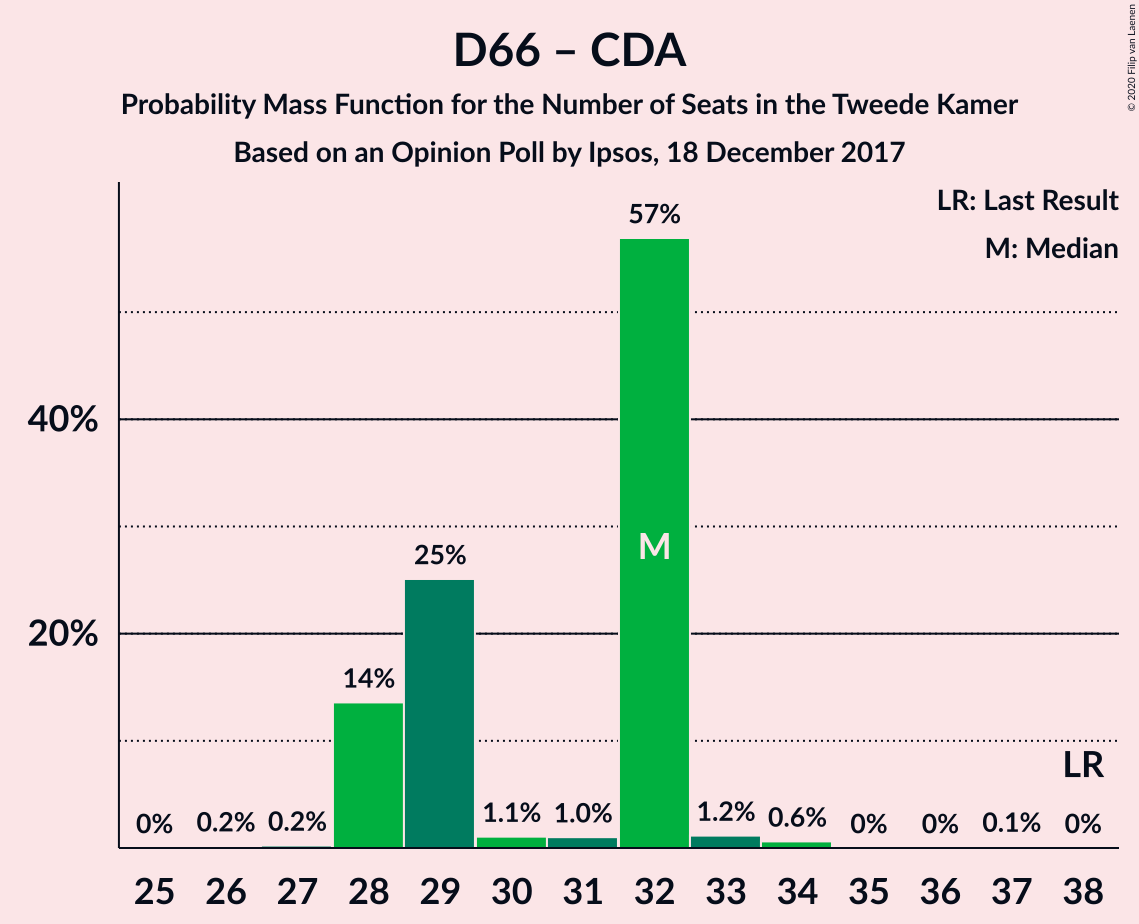 D66 – CDA
Probability Mass Function for the Number of Seats in the Tweede Kamer
Based on an Opinion Poll by Ipsos, 18 December 2017
© 2020 Filip van Laenen
LR: Last Result
M: Median
57%
40%
M
25%
20%
14%
LR
0% 0.2% 0.2% 1.1% 1.0% 1.2% 0.6% 0% 0% 0.1% 0%
25 26 27 28 29 30 31 32 33 34 35 36 37 38